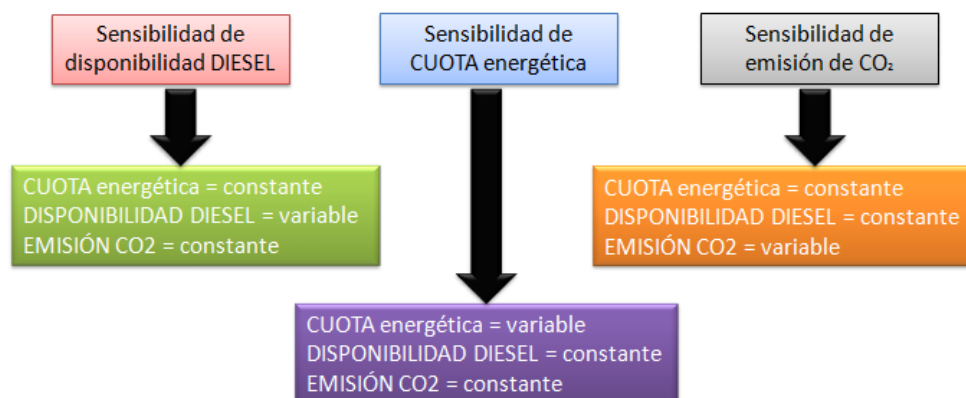 Sensibilidad de
disponibilidad DIESEL
Sensibilidad de
CUOTA energética
Sensibilidad de
emisión de CO₂
CUOTA energética = constante
DISPONIBILIDAD DIESEL = variable
EMISIÓN CO2 = constante
CUOTA energética = constante
DISPONIBILIDAD DIESEL = constante
EMISIÓN CO2 = variable
CUOTA energética = variable
DISPONIBILIDAD DIESEL = constante
EMISIÓN CO2 = constante